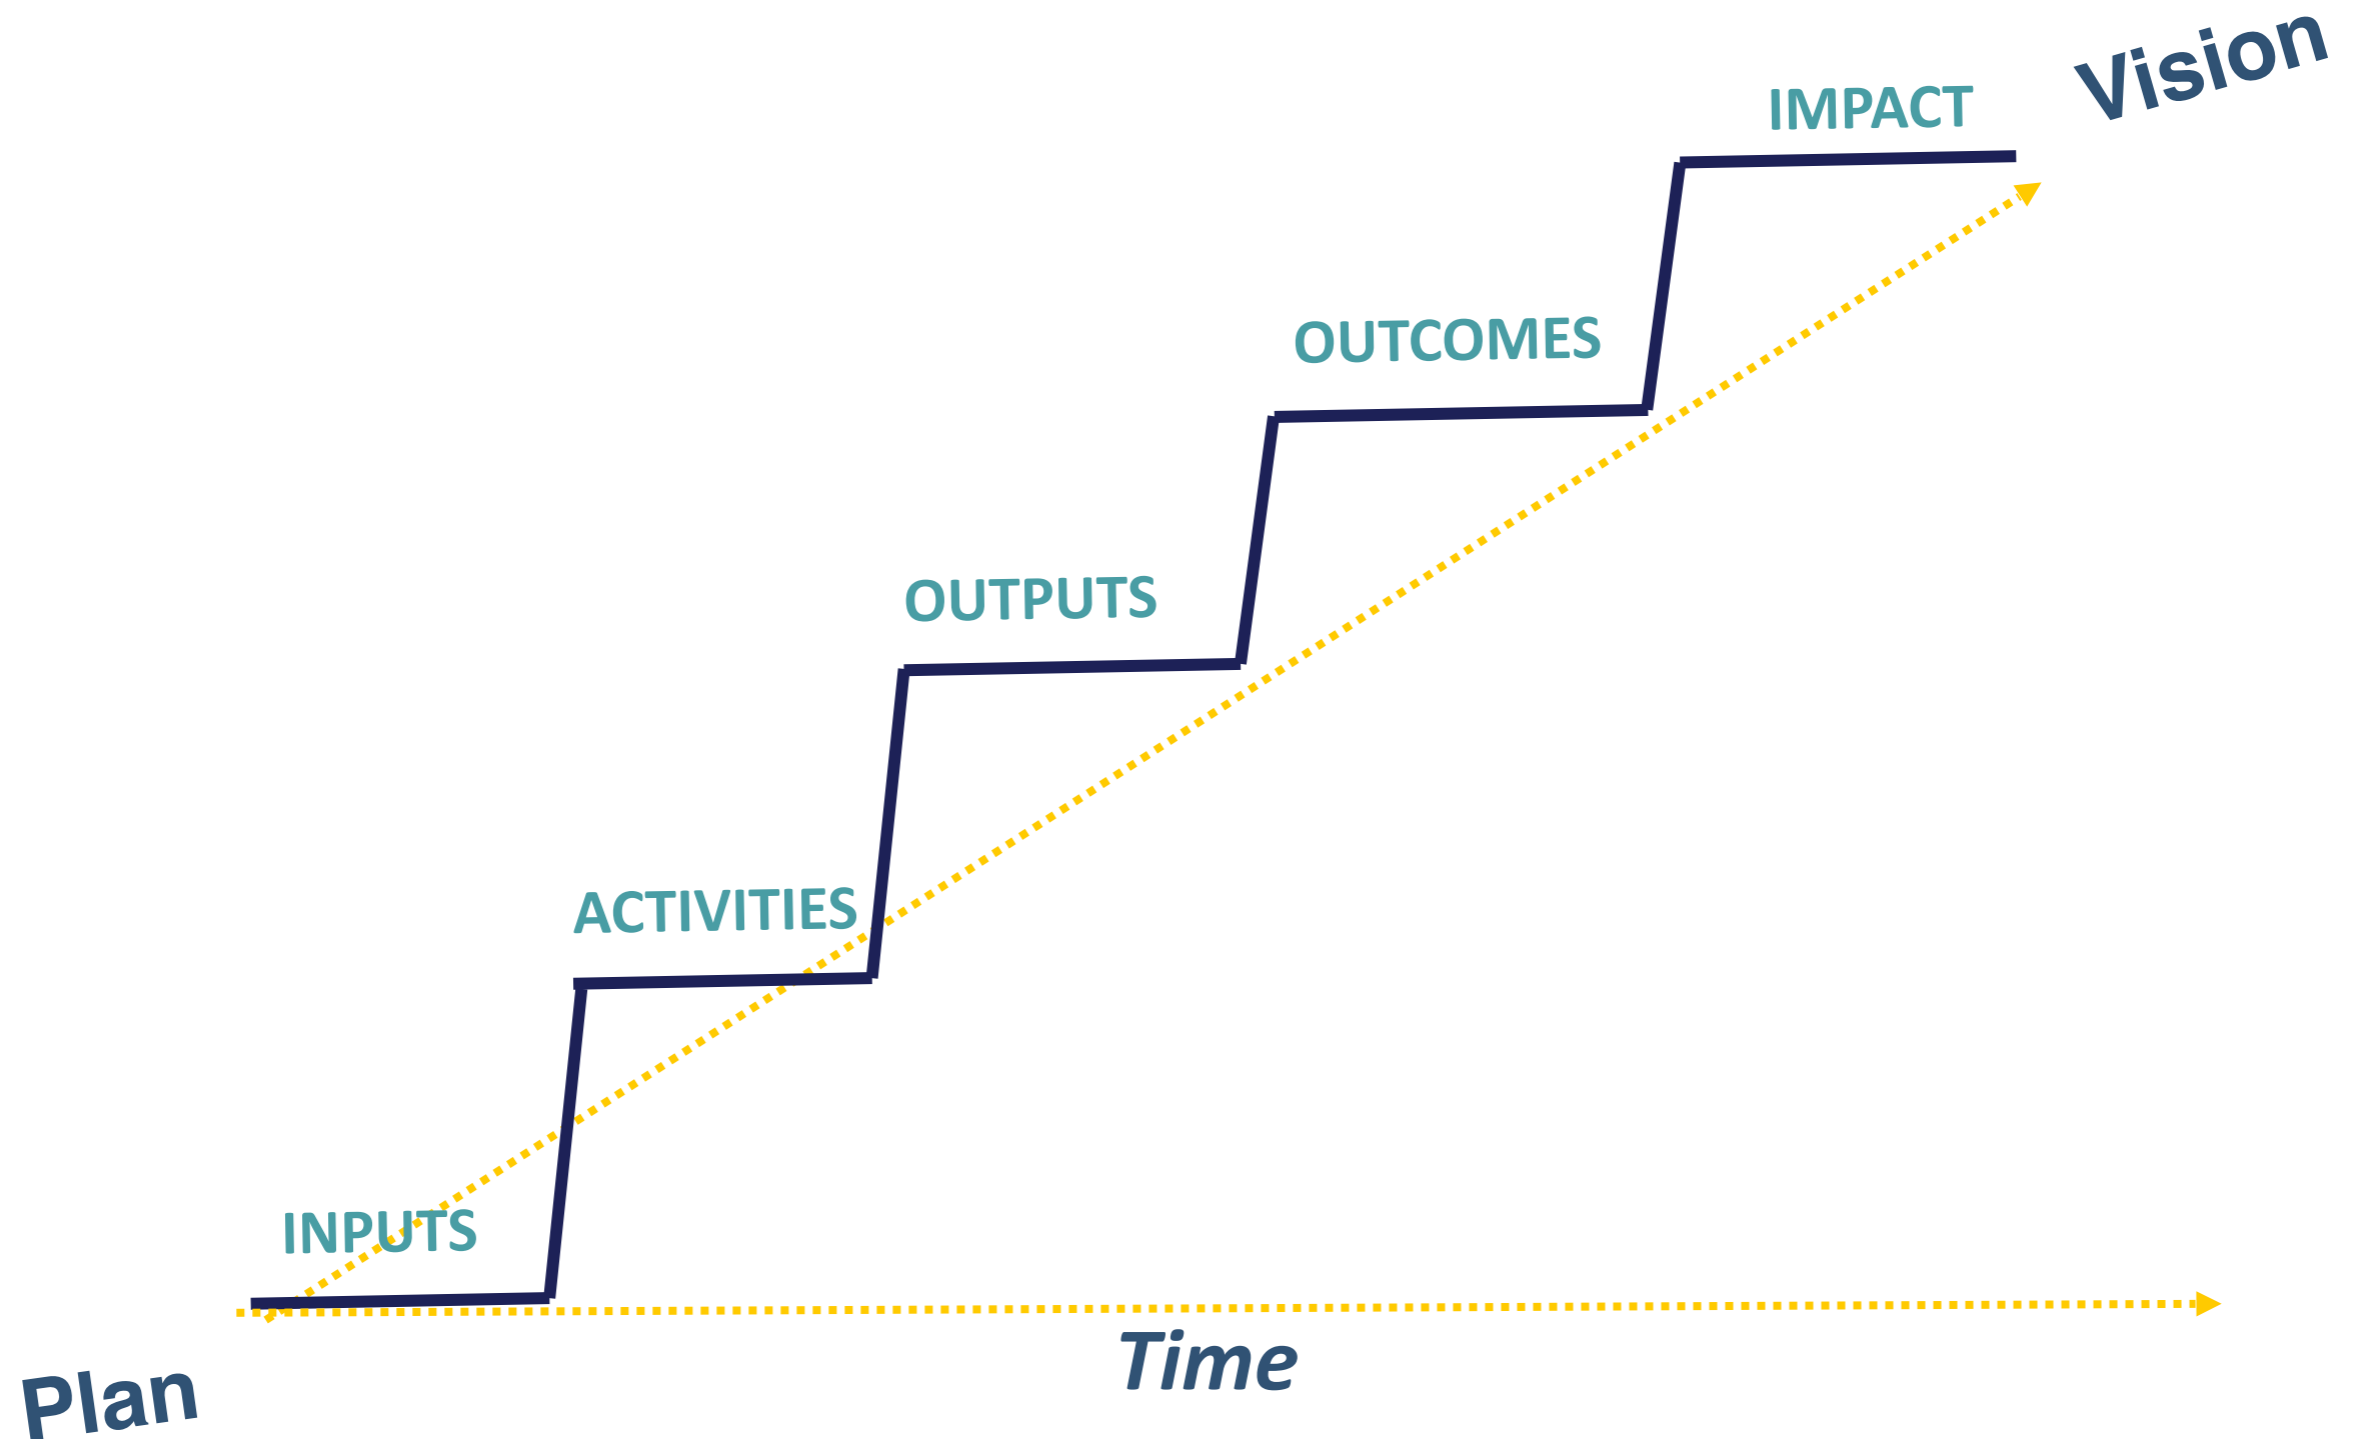 Vision
IMPACT
OUTCOMES
OUTPUTS
ACTIVITIES
INPUTS
Time
Plan